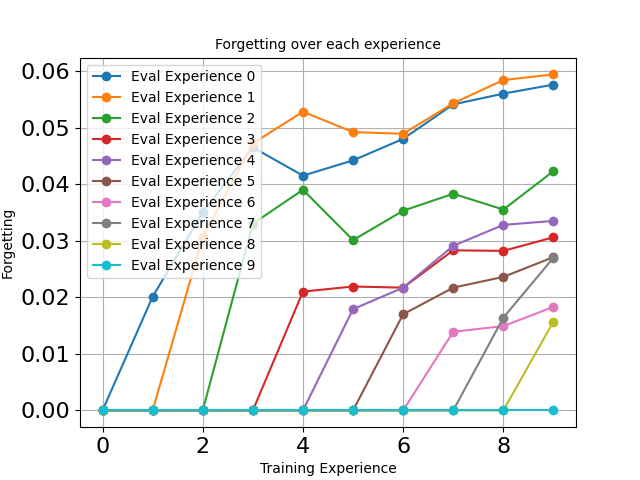 Forgetting over each experience
0.06
0.05
0.04
0.03
0.02
0.01
0.00
Forgetting
Eval Experience 0
Eval Experience 1
Eval Experience 2
Eval Experience 3
Eval Experience 4
Eval Experience 5
Eval Experience 6
Eval Experience 7
Eval Experience 8
Eval Experience 9
0 2 4 6 8
Training Experience